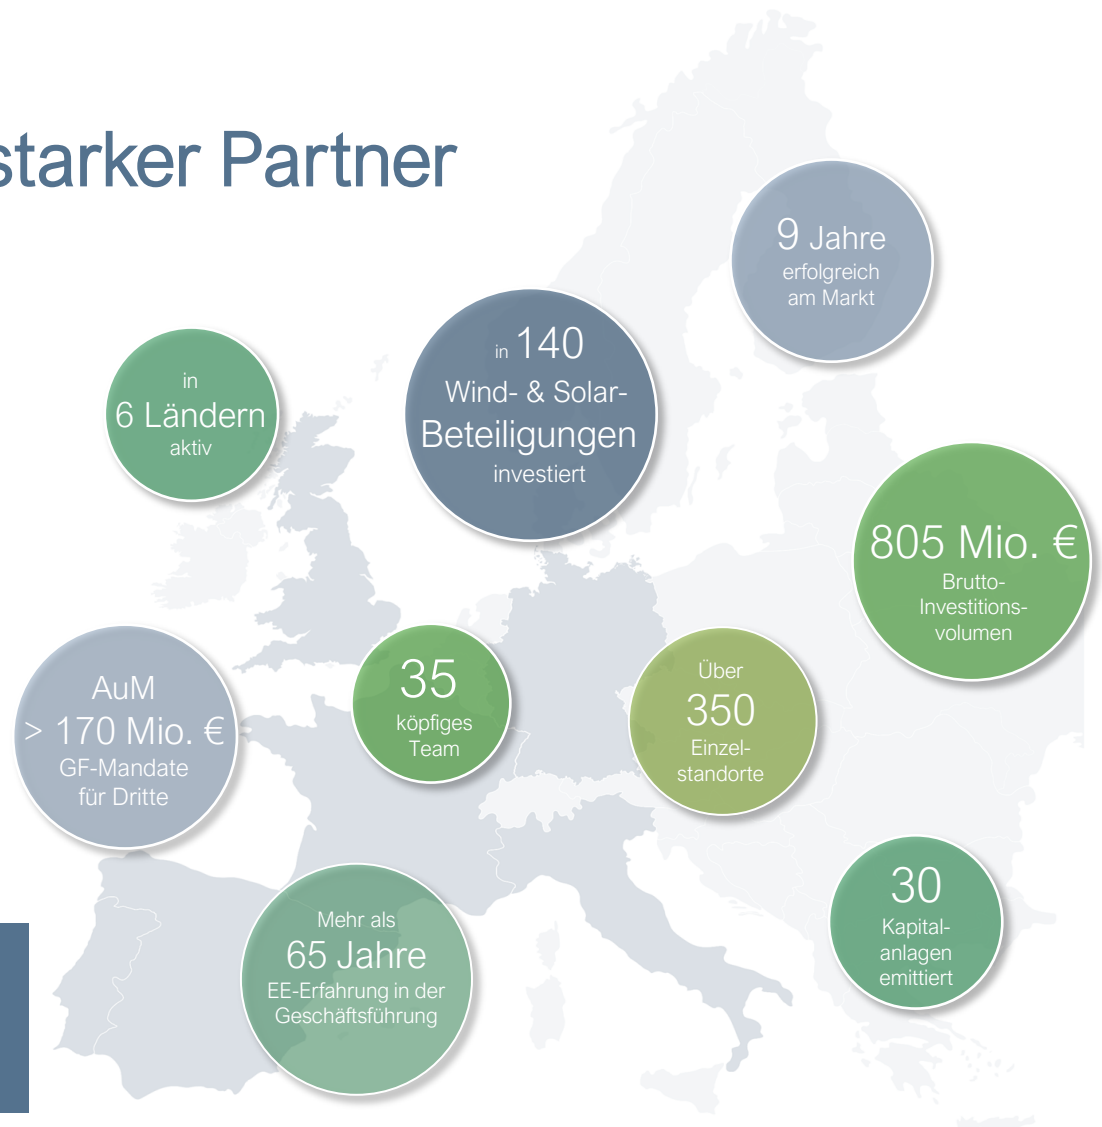 starker Partner
9 Jahre
erfolgreich
am Markt
in 140
Wind- & Solar-
Beteiligungen
investiert
in
6 Ländern
aktiv
805 Mio. €
Brutto-
Investitions-
volumen
35
köpfiges
Team
Über
350
Einzel-
standorte
AuM
> 170 Mio. €
GF-Mandate
für Dritte
30
Kapital-
anlagen
emittiert
Mehr als
65 Jahre
EE-Erfahrung in der
Geschäftsführung